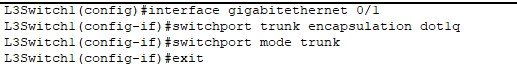 L3Switch1(config)#interface gigabitethernet 0/1
L3Switch1(config-if)#switchport trunk encapsulation dot1q
L3Switch1(config-if)#switchport mode trunk
L3Switch1(config-if)#exit